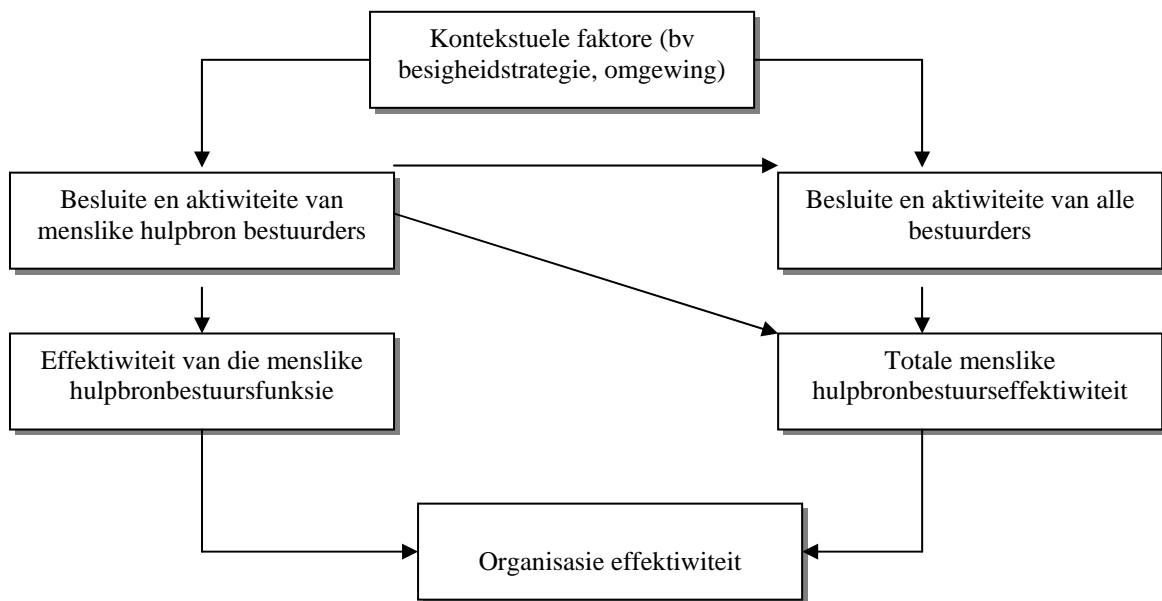 Kontekstuele faktore (bv
besigheidstrategie, omgewing)
Besluite en aktiwiteite van
menslike hulpbron bestuurders
Besluite en aktiwiteite van alle
bestuurders
Effektiwiteit van die menslike
hulpbronbestuursfunksie
Totale menslike
hulpbronbestuurseffektiwiteit
Organisasie effektiwiteit